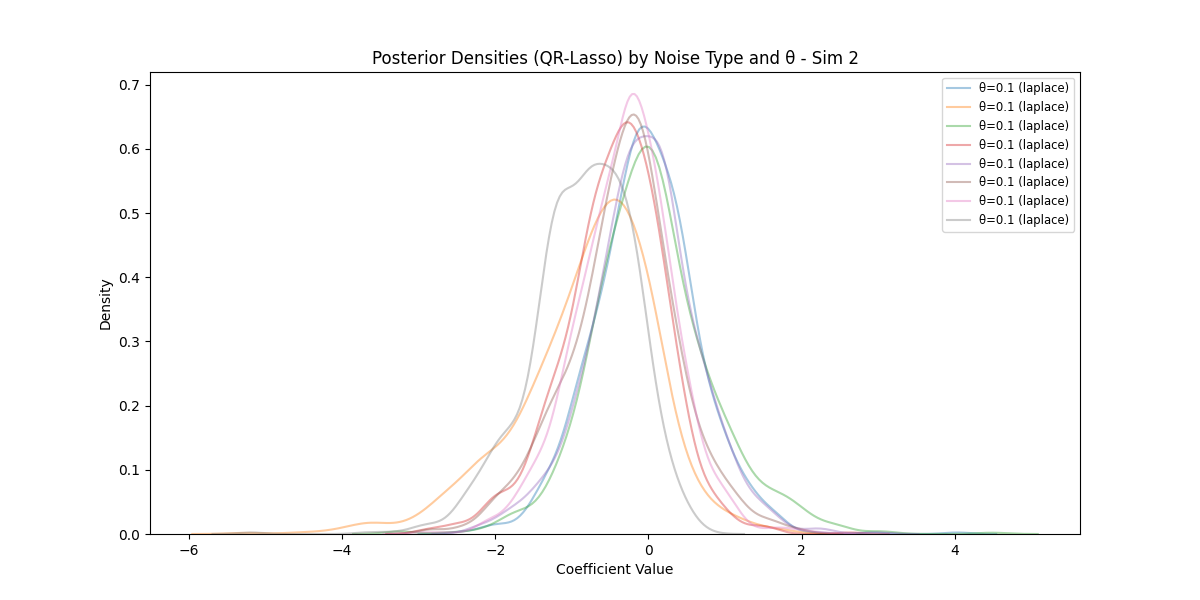 Posterior Densities (QR-Lasso) by Noise Type and θ - Sim 2
0.7
0.6
0.5
0.4
0.3
0.2
0.1
0.0
Density
−6
−4
−2
0
2
4
Coefficient Value
θ=0.1 (laplace)
θ=0.1 (laplace)
θ=0.1 (laplace)
θ=0.1 (laplace)
θ=0.1 (laplace)
θ=0.1 (laplace)
θ=0.1 (laplace)
θ=0.1 (laplace)